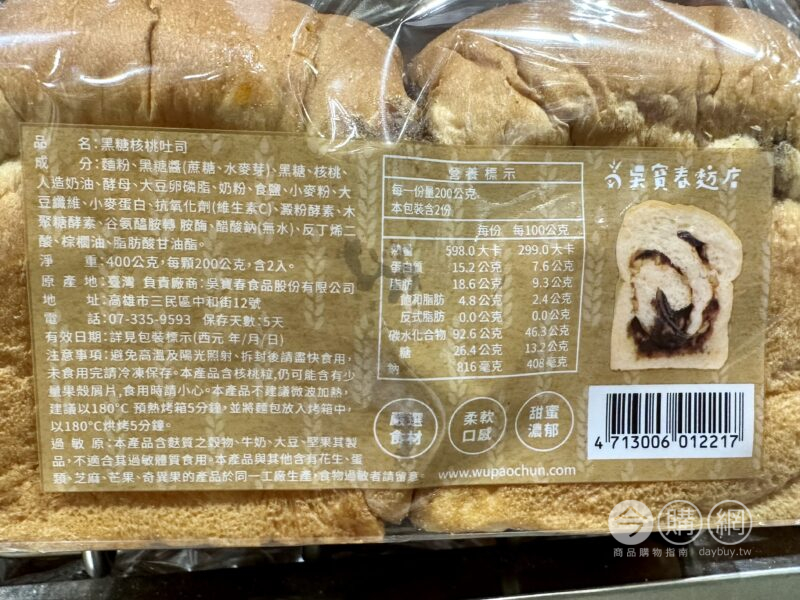 品　　名:黑糖核桃吐司
成　　分:麵粉、黑糖醬(蔗糖、水麥芽)、黑糖、核桃、
人造奶油、酵母、大豆卵磷脂、奶粉、食鹽、小麥粉、大
豆纖維、小麥蛋白、抗氧化劑(維生素C)、澱粉酵素、木
聚糖酵素、谷氨醯胺轉胺酶、醋酸鈉(無水)、反丁烯二
酸、棕櫚油、脂肪酸甘油酯。
淨　　重:400公克，每顆200公克，含2入。
原 產 地:臺灣 負責廠商:吳寶春食品股份有限公司
地　　址:高雄市三民區中和街12號
電　　話:07-335-9593 保存天數:5天
有效日期:詳見包裝標示(西元 年/月/日)
注意事項:避免高溫及陽光照射、拆封後請盡快食用，
未食用完請冷凍保存。本產品含核桃粒,仍可能含有少
量果殼屑片,食用時請小心。本產品不建議微波加熱，
建議以180°C 預熱烤箱5分鐘，並將麵包放入烤箱中，
以180°C烘烤5分鐘。
過 敏 原:本產品含麩質之穀物、牛奶、大豆、堅果其製
品，不適合其過敏體質食用。本產品與其他含有花生、蛋
類、芝麻、芒果、奇異果的產品於同一工廠生產，食物過敏者請留意。
營養標示
每一份量200公克
本包裝含2份
每份 每100公克
熱量 598.0大卡 299.0大卡
蛋白質 15.2公克 7.6公克
脂肪 18.6公克 9.3公克
飽和脂肪 4.8公克 2.4公克
反式脂肪 0.0公克 0.0公克
碳水化合物 92.6公克 46.3公克
糖 26.4公克 13.2公克
鈉 816毫克 408毫克
嚴選
食材
柔軟
口感
甜蜜
濃郁
www.wupaochun.com
吳寶春麪店
4 713006 012217
今購網
商品購物指南 | daybuy.tw